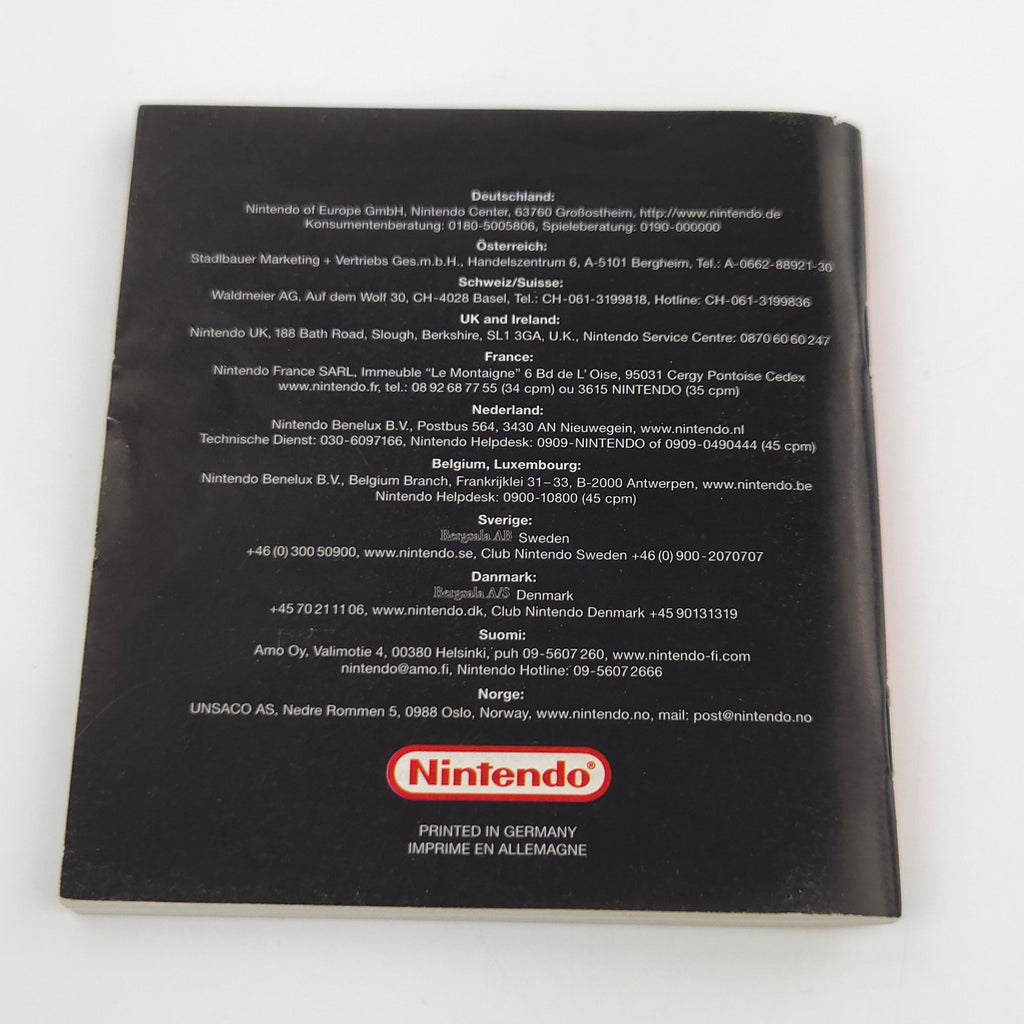 Deutschland:
Nintendo of Europe GmbH, Nintendo Center, 63760 Großostheim, http://www.nintendo.de
Konsumentenberatung: 0180-5005806, Spieleberatung: 0190-000000
Österreich:
Stadlbauer Marketing + Vertriebs Ges.m.b.H., Handelszentrum 6, A-5101 Bergheim, Tel.: A-0662-88921-30
Schweiz/Suisse:
Waldmeier AG, Auf dem Wolf 30, CH-4028 Basel, Tel.: CH-061-3199818, Hotline: CH-061-3199836
UK and Ireland:
Nintendo UK, 188 Bath Road, Slough, Berkshire, SL1 3GA, U.K., Nintendo Service Centre: 0870 60 60 247
France:
Nintendo France SARL, Immeuble “Le Montaigne” 6 Bd de L’ Oise, 95031 Cergy Pontoise Cedex
www.nintendo.fr, tel.: 08 92 68 77 55 (34 cpm) ou 3615 NINTENDO (35 cpm)
Nederland:
Nintendo Benelux B.V., Postbus 564, 3430 AN Nieuwegein, www.nintendo.nl
Technische Dienst: 030-6097166, Nintendo Helpdesk: 0909-NINTENDO of 0909-0490444 (45 cpm)
Belgium, Luxembourg:
Nintendo Benelux B.V., Belgium Branch, Frankrijklei 31–33, B-2000 Antwerpen, www.nintendo.be
Nintendo Helpdesk: 0900-10800 (45 cpm)
Sverige:
Bergsala AB Sweden
+46 (0) 300 50900, www.nintendo.se, Club Nintendo Sweden +46 (0) 900-2070707
Danmark:
Bergsala A/S Denmark
+45 70 21 11 06, www.nintendo.dk, Club Nintendo Denmark +45 90131319
Suomi:
Amo Oy, Valimotie 4, 00380 Helsinki, puh 09-5607 260, www.nintendo-fi.com
nintendo@amo.fi, Nintendo Hotline: 09-5607 2666
Norge:
UNSACO AS, Nedre Rommen 5, 0988 Oslo, Norway, www.nintendo.no, mail: post@nintendo.no
Nintendo®
PRINTED IN GERMANY
IMPRIME EN ALLEMAGNE